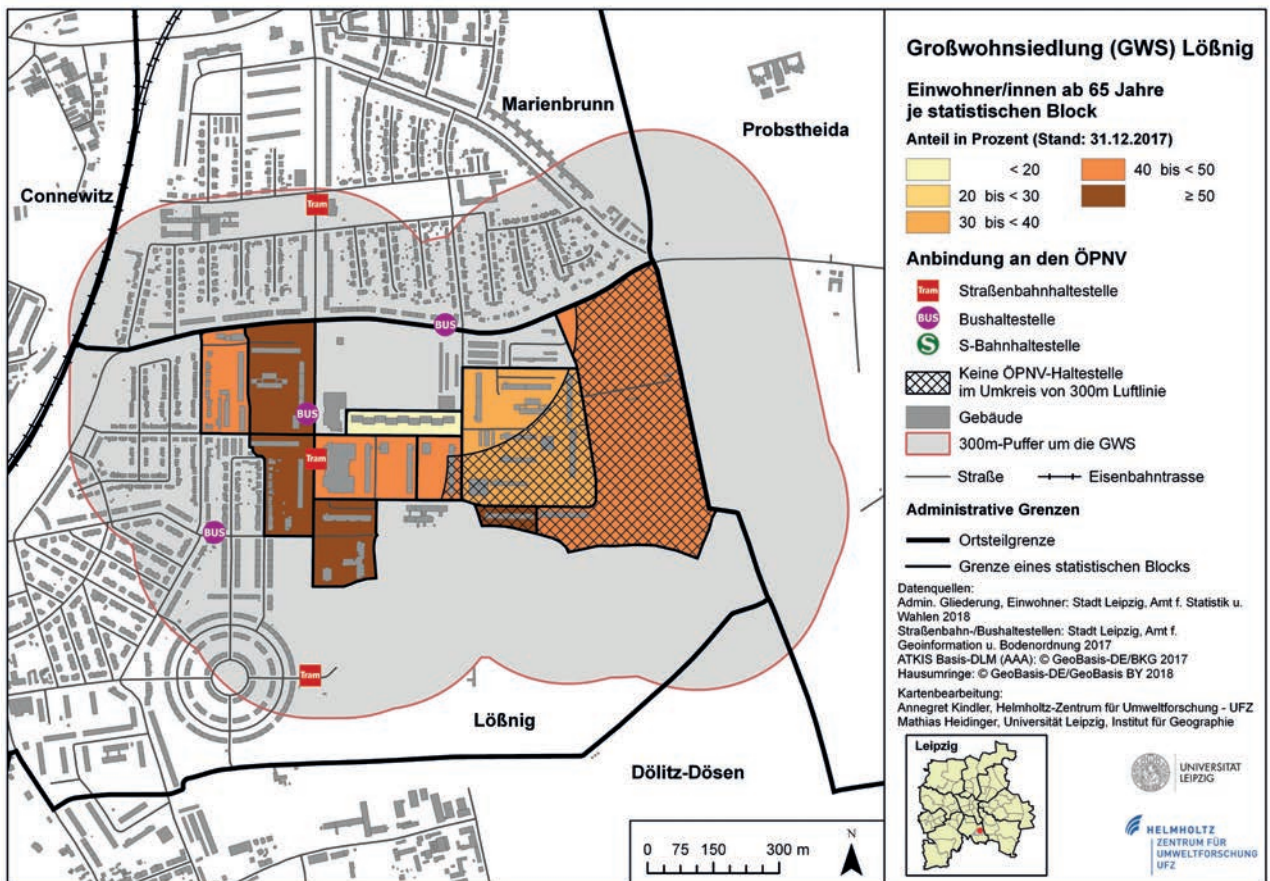 Großwohnsiedlung (GWS) Lößnig
Einwohner/innen ab 65 Jahre
je statistischen Block
Anteil in Prozent (Stand: 31.12.2017)
< 20
20 bis < 30
30 bis < 40
40 bis < 50
≥ 50
Anbindung an den ÖPNV
Tram Straßenbahnhaltestelle
BUS Bushaltestelle
S S-Bahnhaltestelle
Keine ÖPNV-Haltestelle
im Umkreis von 300m Luftlinie
Gebäude
300m-Puffer um die GWS
Straße
Eisenbahntrasse
Administrative Grenzen
Ortsteilgrenze
Grenze eines statistischen Blocks
Datenquellen:
Admin. Gliederung, Einwohner: Stadt Leipzig, Amt f. Statistik u.
Wahlen 2018
Straßenbahn-/Bushaltestellen: Stadt Leipzig, Amt f.
Geoinformation u. Bodenordnung 2017
ATKIS Basis-DLM (AAA): © GeoBasis-DE/BKG 2017
Hausumringe: © GeoBasis-DE/GeoBasis BY 2018
Kartenbearbeitung:
Annegret Kindler, Helmholtz-Zentrum für Umweltforschung - UFZ
Mathias Heidinger, Universität Leipzig, Institut für Geographie
Leipzig
UNIVERSITÄT
LEIPZIG
HELMHOLTZ
ZENTRUM FÜR
UMWELTFORSCHUNG
UFZ
Marienbrunn
Probstheida
Connewitz
Tram
BUS
BUS
Tram
BUS
Tram
Lößnig
Dölitz-Dösen
N
0 75 150 300 m